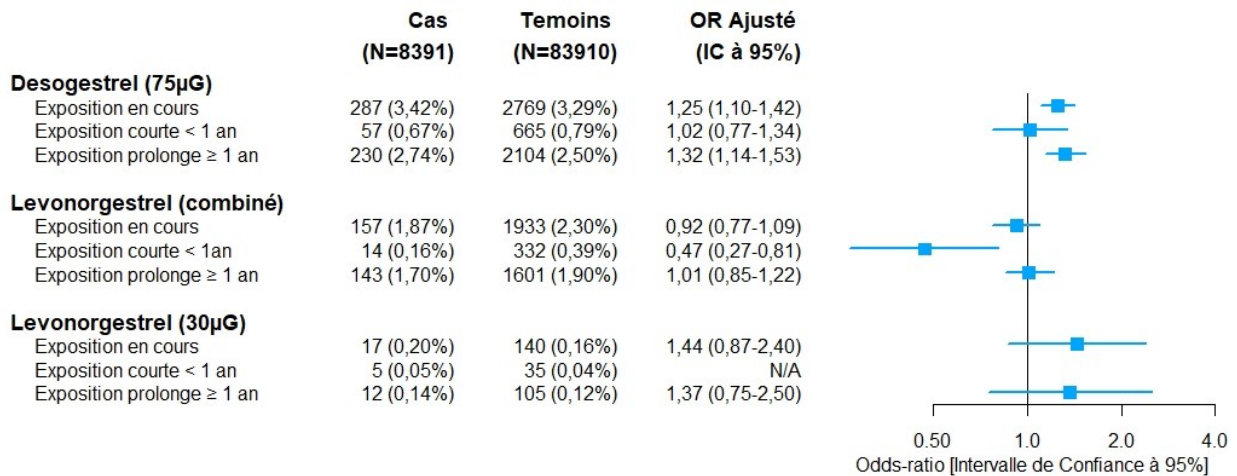 Cas Temoins OR Ajusté
(N=8391) (N=83910) (IC à 95%)
Desogestrel (75µG)
Exposition en cours 287 (3,42%) 2769 (3,29%) 1,25 (1,10-1,42)
Exposition courte < 1 an 57 (0,67%) 665 (0,79%) 1,02 (0,77-1,34)
Exposition prolonge ≥ 1 an 230 (2,74%) 2104 (2,50%) 1,32 (1,14-1,53)
Levonorgestrel (combiné)
Exposition en cours 157 (1,87%) 1933 (2,30%) 0,92 (0,77-1,09)
Exposition courte < 1an 14 (0,16%) 332 (0,39%) 0,47 (0,27-0,81)
Exposition prolonge ≥ 1 an 143 (1,70%) 1601 (1,90%) 1,01 (0,85-1,22)
Levonorgestrel (30µG)
Exposition en cours 17 (0,20%) 140 (0,16%) 1,44 (0,87-2,40)
Exposition courte < 1 an 5 (0,05%) 35 (0,04%) N/A
Exposition prolonge ≥ 1 an 12 (0,14%) 105 (0,12%) 1,37 (0,75-2,50)
0.50 1.0 2.0 4.0
Odds-ratio [Intervalle de Confiance à 95%]